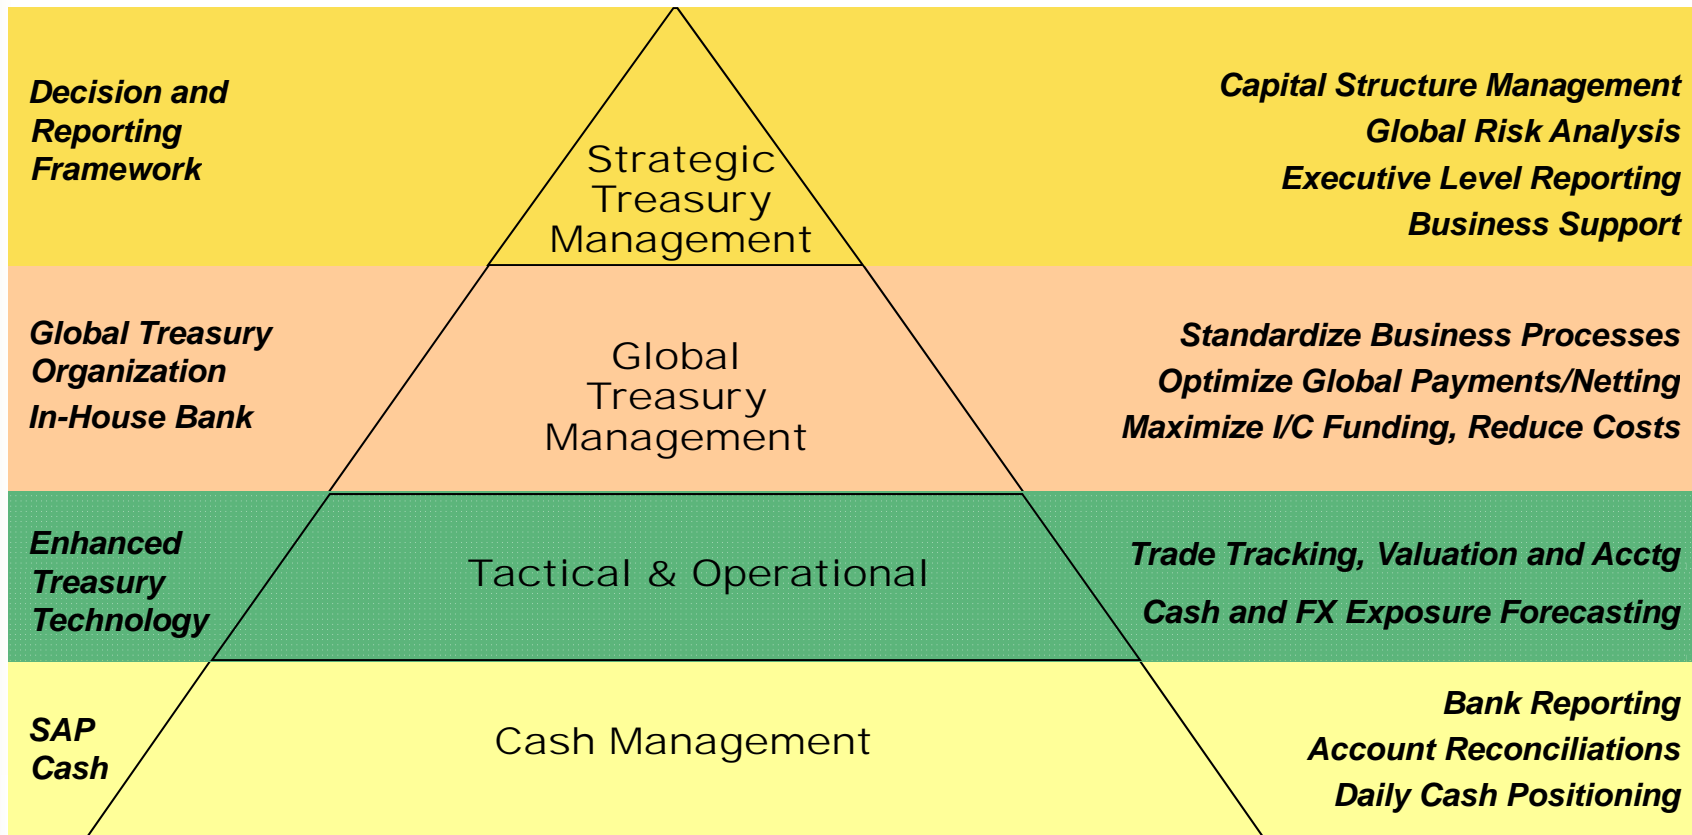 Decision and
Reporting
Framework
Strategic
Treasury
Management
Capital Structure Management
Global Risk Analysis
Executive Level Reporting
Business Support
Global Treasury
Organization
In-House Bank
Global
Treasury
Management
Standardize Business Processes
Optimize Global Payments/Netting
Maximize I/C Funding, Reduce Costs
Enhanced
Treasury
Technology
Tactical & Operational
Trade Tracking, Valuation and Acctg
Cash and FX Exposure Forecasting
SAP
Cash
Cash Management
Bank Reporting
Account Reconciliations
Daily Cash Positioning